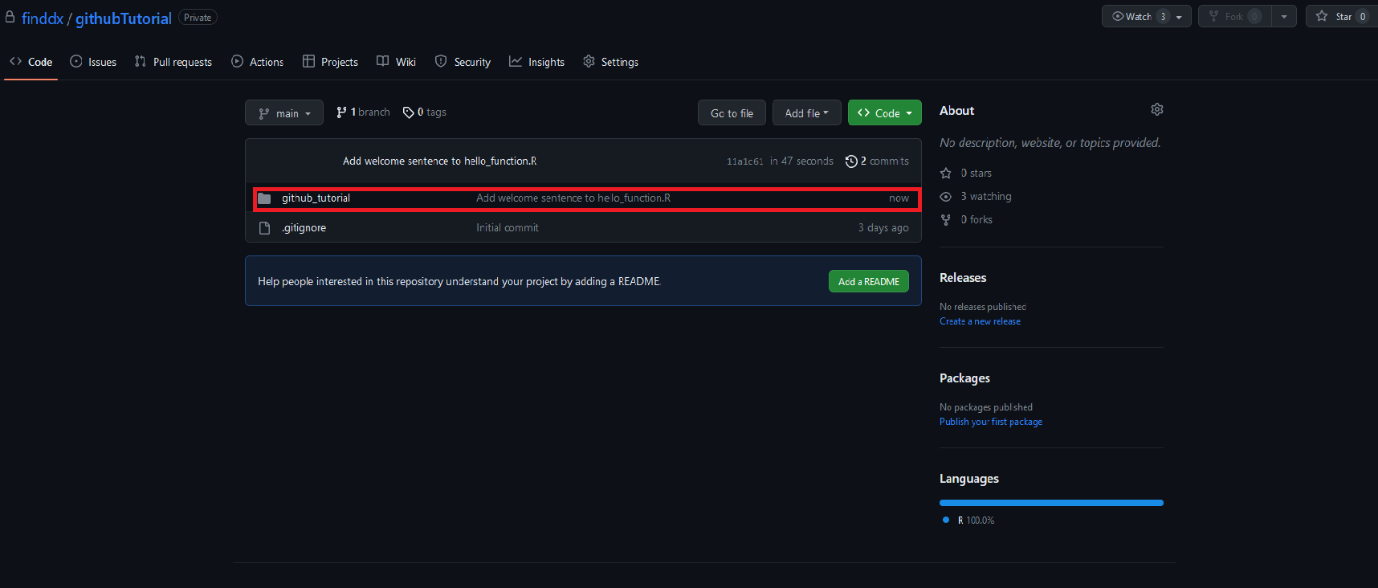 finddx / githubTutorial Private
Watch 3
Fork 0
Star 0
Code Issues Pull requests Actions Projects Wiki Security Insights Settings
main 1 branch 0 tags Go to file Add file Code
Add welcome sentence to hello_function.R 11a1c61 in 47 seconds 2 commits
github_tutorial Add welcome sentence to hello_function.R now
.gitignore Initial commit 3 days ago
Help people interested in this repository understand your project by adding a README. Add a README
About
No description, website, or topics provided.
0 stars
3 watching
0 forks
Releases
No releases published
Create a new release
Packages
No packages published
Publish your first package
Languages
R 100.0%